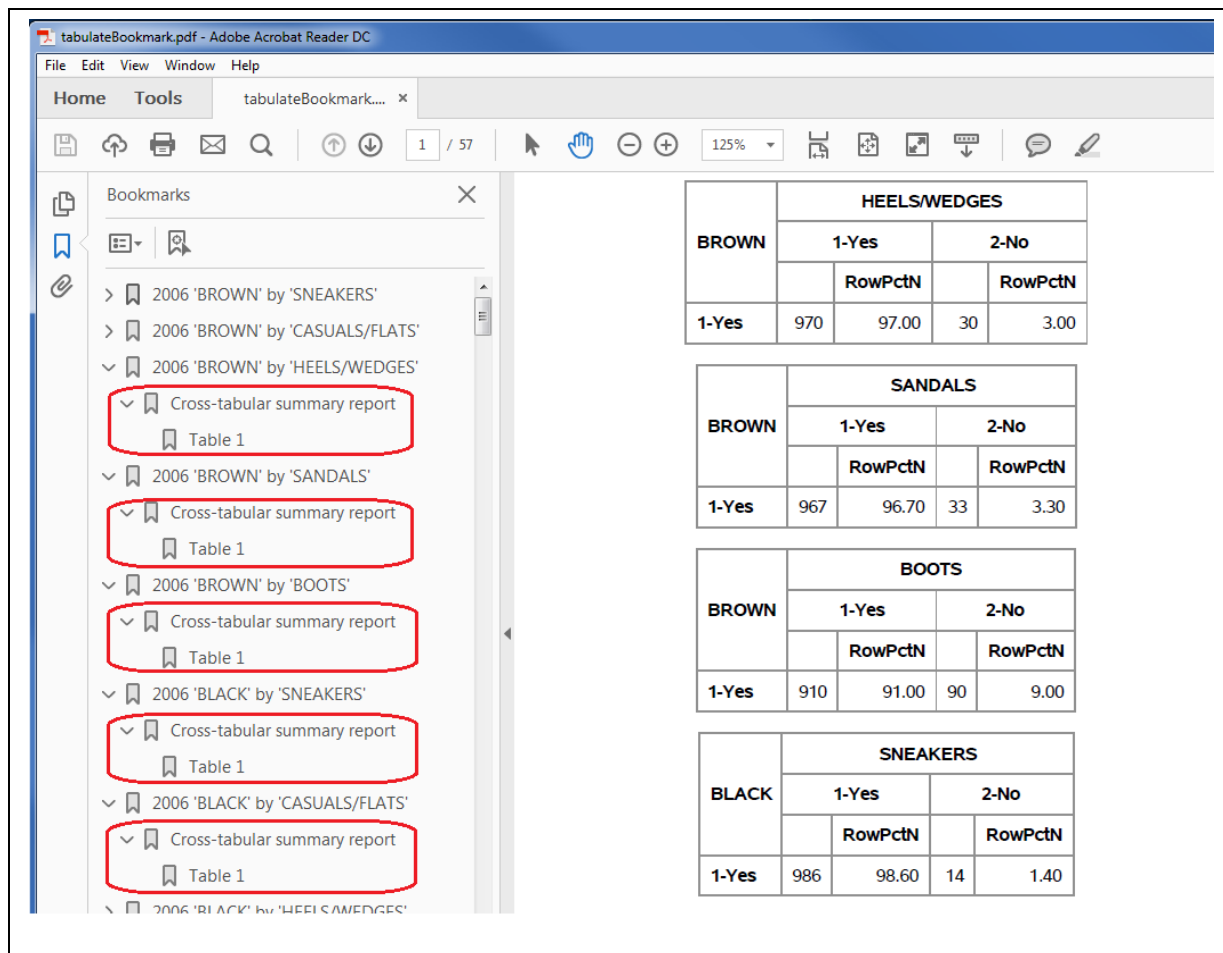 tabulateBookmark.pdf - Adobe Acrobat Reader DC
File Edit View Window Help
Home Tools tabulateBookmark.... ×
1 / 57 125%
Bookmarks
2006 'BROWN' by 'SNEAKERS'
2006 'BROWN' by 'CASUALS/FLATS'
2006 'BROWN' by 'HEELS/WEDGES'
Cross-tabular summary report
Table 1
2006 'BROWN' by 'SANDALS'
Cross-tabular summary report
Table 1
2006 'BROWN' by 'BOOTS'
Cross-tabular summary report
Table 1
2006 'BLACK' by 'SNEAKERS'
Cross-tabular summary report
Table 1
2006 'BLACK' by 'CASUALS/FLATS'
Cross-tabular summary report
Table 1
2006 'BLACK' by 'HEELS/WEDGES'
HEELS/WEDGES
BROWN 1-Yes 2-No
RowPctN RowPctN
1-Yes 970 97.00 30 3.00
SANDALS
BROWN 1-Yes 2-No
RowPctN RowPctN
1-Yes 967 96.70 33 3.30
BOOTS
BROWN 1-Yes 2-No
RowPctN RowPctN
1-Yes 910 91.00 90 9.00
SNEAKERS
BLACK 1-Yes 2-No
RowPctN RowPctN
1-Yes 986 98.60 14 1.40